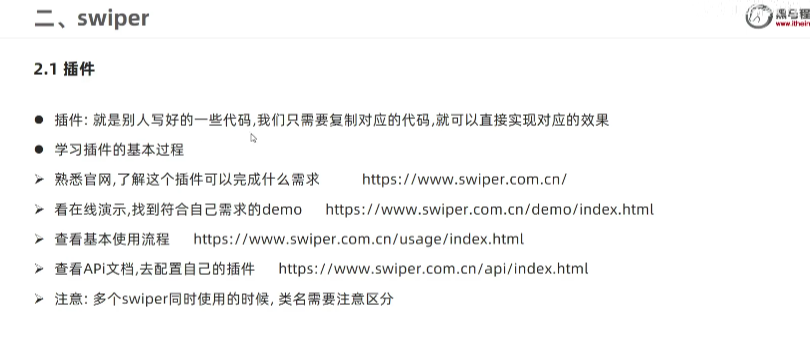 二、swiper
2.1 插件
● 插件: 就是别人写好的一些代码,我们只需要复制对应的代码,就可以直接实现对应的效果
● 学习插件的基本过程
➢ 熟悉官网,了解这个插件可以完成什么需求 https://www.swiper.com.cn/
➢ 看在线演示,找到符合自己需求的demo https://www.swiper.com.cn/demo/index.html
➢ 查看基本使用流程 https://www.swiper.com.cn/usage/index.html
➢ 查看APi文档,去配置自己的插件 https://www.swiper.com.cn/api/index.html
➢ 注意: 多个swiper同时使用的时候, 类名需要注意区分